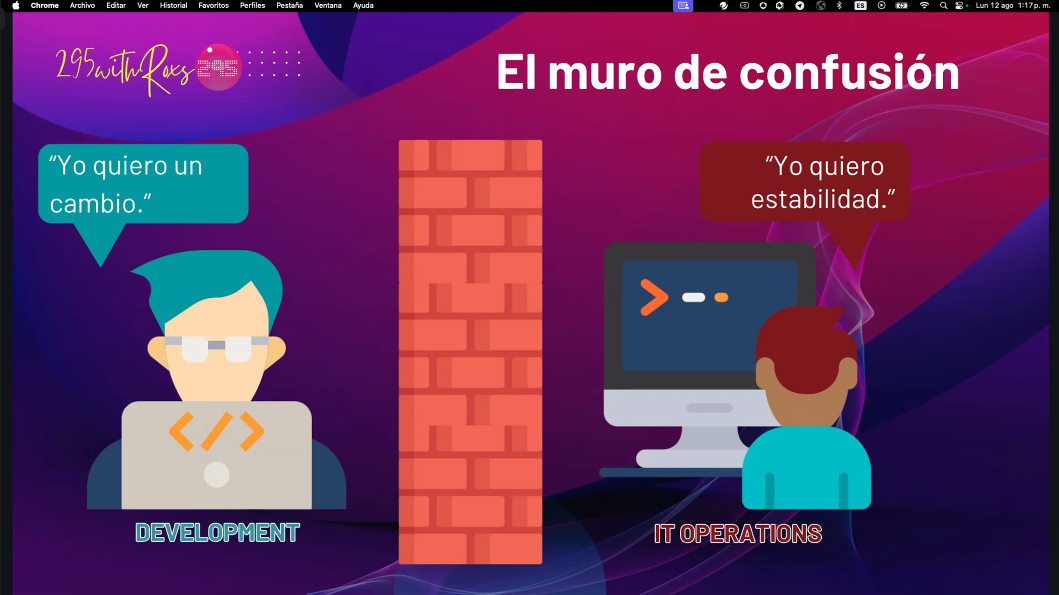 Chrome Archivo Editar Ver Historial Favoritos Perfiles Pestaña Ventana Ayuda ES Lun 12 ago 1:17 p. m.
295withRoxs 295
El muro de confusión
“Yo quiero un
cambio.”
“Yo quiero
estabilidad.”
DEVELOPMENT
IT OPERATIONS